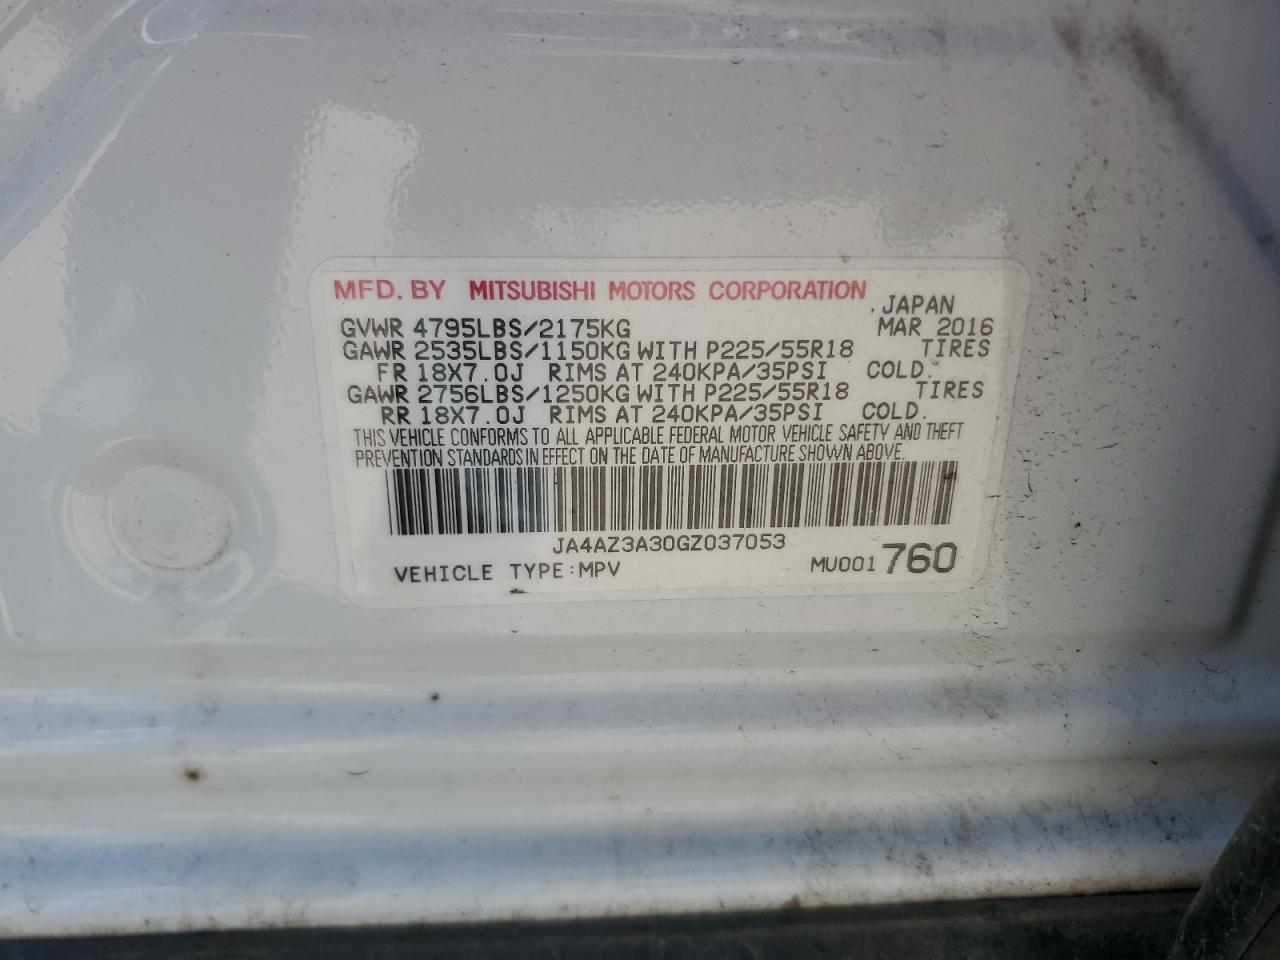 MFD. BY MITSUBISHI MOTORS CORPORATION
, JAPAN
GVWR 4795LBS/2175KG MAR 2016
GAWR 2535LBS/1150KG WITH P225/55R18 TIRES
FR 18X7.0J RIMS AT 240KPA/35PSI COLD.
GAWR 2756LBS/1250KG WITH P225/55R18 TIRES
RR 18X7.0J RIMS AT 240KPA/35PSI COLD.
THIS VEHICLE CONFORMS TO ALL APPLICABLE FEDERAL MOTOR VEHICLE SAFETY AND THEFT
PREVENTION STANDARDS IN EFFECT ON THE DATE OF MANUFACTURE SHOWN ABOVE.
JA4AZ3A30GZ037053
VEHICLE TYPE:MPV MU001760